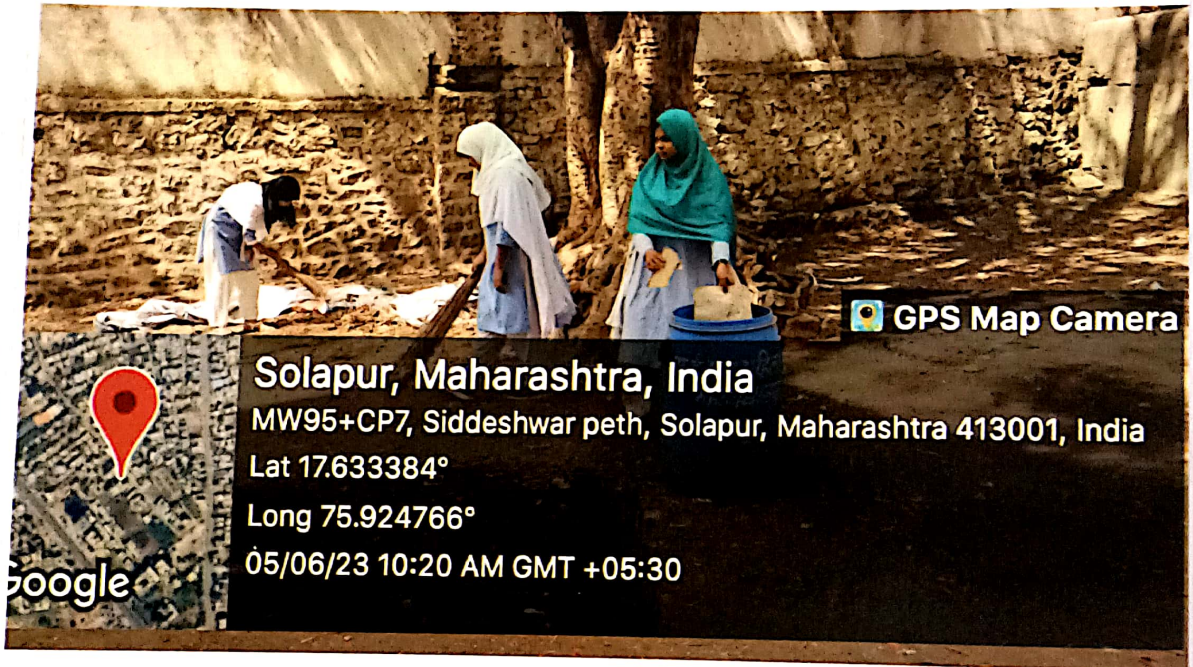 GPS Map Camera
Solapur, Maharashtra, India
MW95+CP7, Siddeshwar peth, Solapur, Maharashtra 413001, India
Lat 17.633384°
Long 75.924766°
05/06/23 10:20 AM GMT +05:30
Google